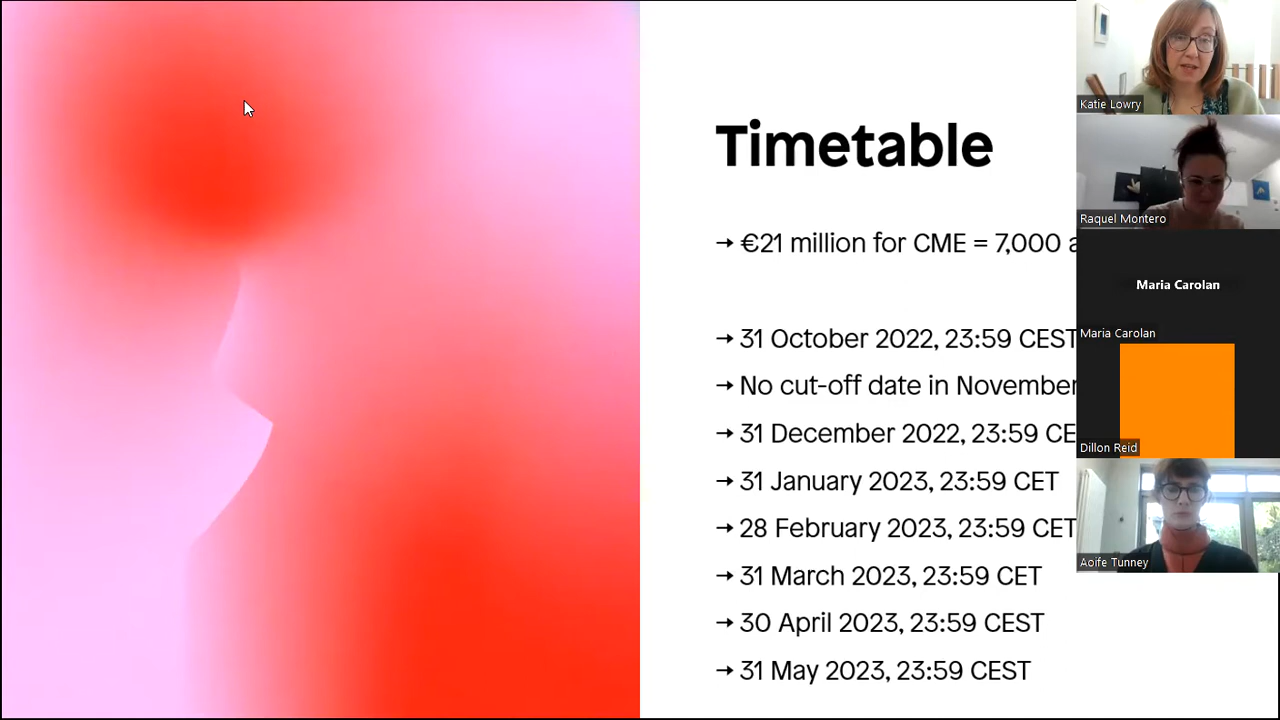 Timetable
→ €21 million for CME = 7,000
→ 31 October 2022, 23:59 CEST
→ No cut-off date in November
→ 31 December 2022, 23:59 CE
→ 31 January 2023, 23:59 CET
→ 28 February 2023, 23:59 CET
→ 31 March 2023, 23:59 CET
→ 30 April 2023, 23:59 CEST
→ 31 May 2023, 23:59 CEST
Katie Lowry
Raquel Montero
Maria Carolan
Maria Carolan
Dillon Reid
Aoife Tunney